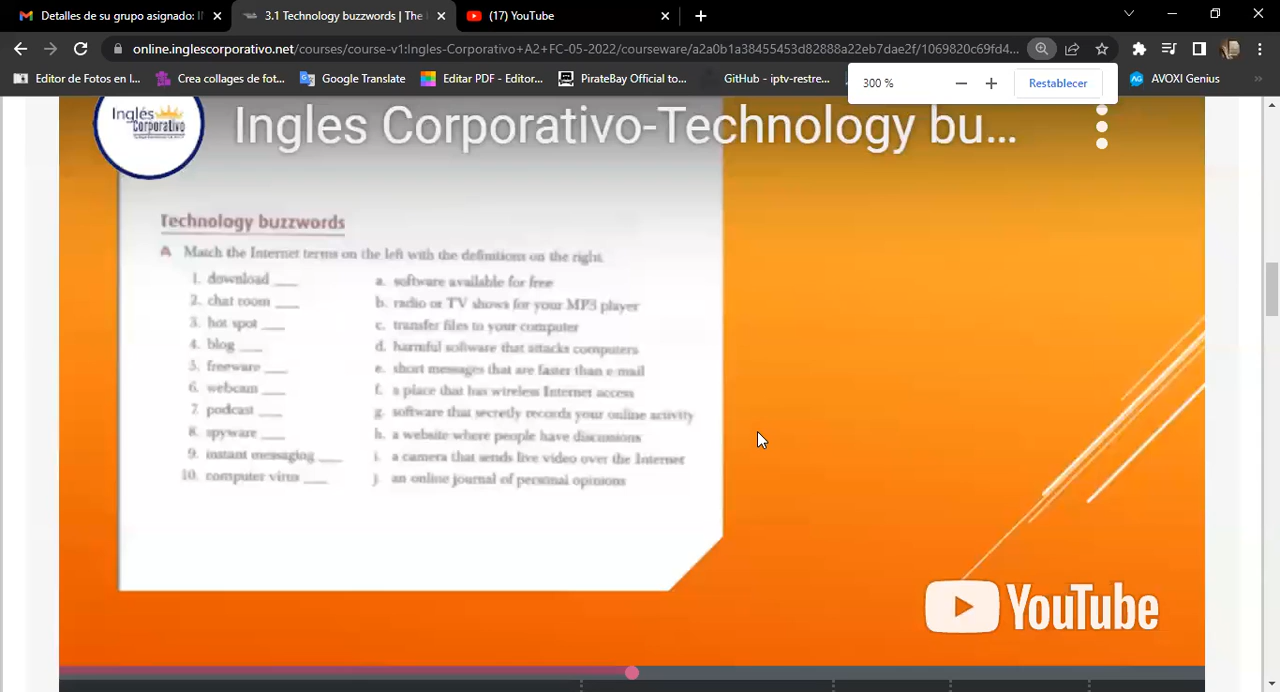 Detalles de su grupo asignado: I
3.1 Technology buzzwords | The
(17) YouTube
online.inglescorporativo.net/courses/course-v1:Ingles-Corporativo+A2+FC-05-2022/courseware/a2a0b1a38455453d82888a22eb7dae2f/1069820c69fd4...
Editor de Fotos en l...
Crea collages de fot...
Google Translate
Editar PDF - Editor...
PirateBay Official to...
GitHub - iptv-restre...
AVOXI Genius
300 %
Restablecer
Inglés
Corporativo
Ingles Corporativo-Technology bu...
Technology buzzwords
A Match the Internet terms on the left with the definitions on the right.
1. download ___ a. software available for free
2. chat room ___ b. radio or TV shows for your MP3 player
3. hot spot ___ c. transfer files to your computer
4. blog ___ d. harmful software that attacks computers
5. freeware ___ e. short messages that are faster than e-mail
6. webcam ___ f. a place that has wireless Internet access
7. podcast ___ g. software that secretly records your online activity
8. spyware ___ h. a website where people have discussions
9. instant messaging ___ i. a camera that sends live video over the Internet
10. computer virus ___ j. an online journal of personal opinions
YouTube